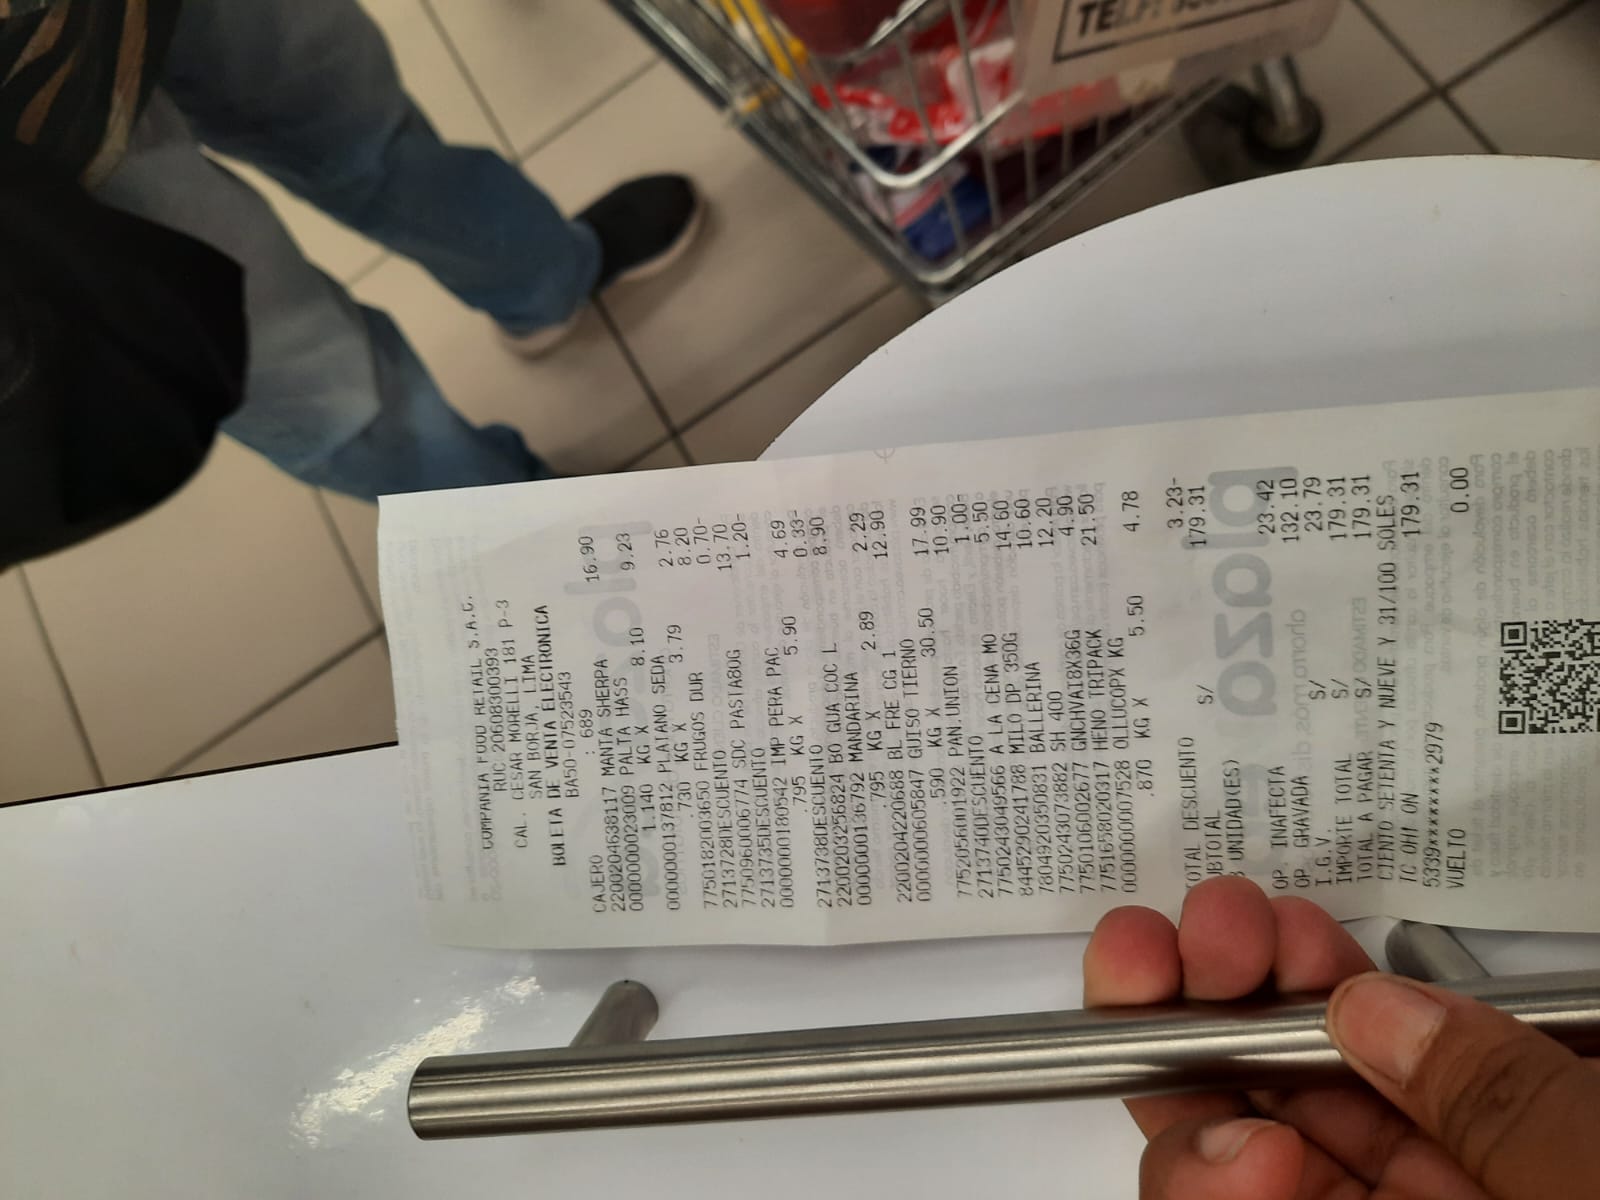 TELF:
COMPANIA FOOD RETAIL S.A.C.
RUC 20608300393
CAL. CESAR MORELLI 181 P-3
SAN BORJA, LIMA
BOLETA DE VENTA ELECTRONICA
BA50-07523543
CAJERO : 689
2200204638117 MANTA SHERPA 16.90
0000000023009 PALTA HASS
1.140 KG X 8.10 9.23
0000000137812 PLATANO SEDA
.730 KG X 3.79 2.76
7750182003650 FRUGOS DUR 8.20
2713728DESCUENTO 0.70-
7750960006774 SDC PASTA80G 13.70
2713735DESCUENTO 1.20-
0000000180542 IMP PERA PAC
.795 KG X 5.90 4.69
2713738DESCUENTO 0.33-
2200203256824 BO GUA COC L 8.90
0000000136792 MANDARINA
.795 KG X 2.89 2.29
2200204220688 BL FRE CG 1 12.90
0000000605847 GUISO TIERNO
.590 KG X 30.50 17.99
7752056001922 PAN.UNION 10.90
2713740DESCUENTO 1.00-
7750243049566 A LA CENA MO 5.50
8445290241788 MILO DP 350G 14.60
7804920350831 BALLERINA 10.60
7750243073882 SH 400 12.20
7750106002677 GNCHVAI8X36G 4.90
7751658020317 HENO TRIPACK 21.50
0000000007528 OLLUCOPX KG
.870 KG X 5.50 4.78
TOTAL DESCUENTO 3.23-
SUBTOTAL S/ 179.31
UNIDAD(ES)
OP. INAFECTA 23.42
OP. GRAVADA 132.10
I.G.V. S/ 23.79
IMPORTE TOTAL S/ 179.31
TOTAL A PAGAR S/ 179.31
CIENTO SETENTA Y NUEVE Y 31/100 SOLES
TC OH! ON 179.31
5339xxxxxxxx2979
VUELTO 0.00